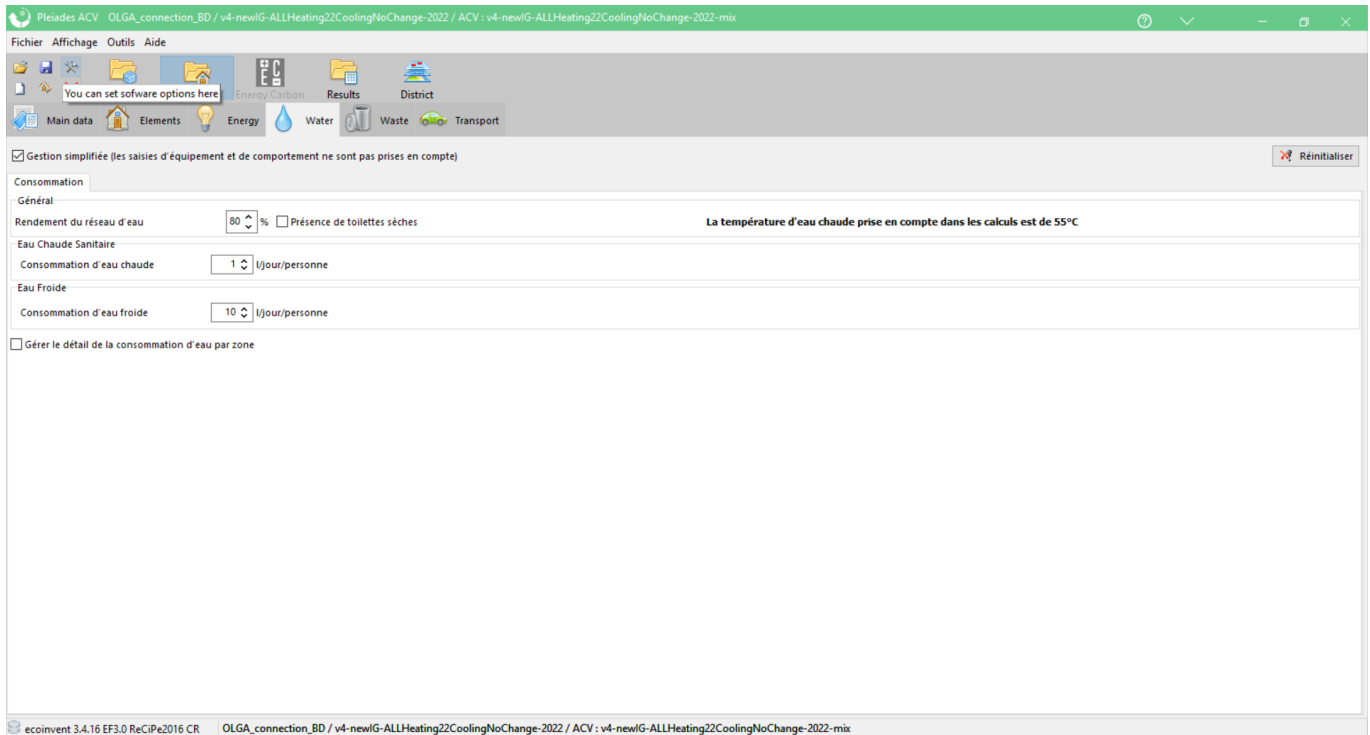 Pleiades ACV OLGA_connection_BD / v4-newIG-ALLHeating22CoolingNoChange-2022 / ACV : v4-newIG-ALLHeating22CoolingNoChange-2022-mix
Fichier Affichage Outils Aide
You can set sofware options here
Energy Carbon Results District
Main data Elements Energy Water Waste Transport
Gestion simplifiée (les saisies d'équipement et de comportement ne sont pas prises en compte) Réinitialiser
Consommation
Général
Rendement du réseau d'eau 80 % Présence de toilettes sèches La température d'eau chaude prise en compte dans les calculs est de 55°C
Eau Chaude Sanitaire
Consommation d'eau chaude 1 l/jour/personne
Eau Froide
Consommation d'eau froide 10 l/jour/personne
Gérer le détail de la consommation d'eau par zone
ecoinvent 3.4.16 EF3.0 ReCiPe2016 CR OLGA_connection_BD / v4-newIG-ALLHeating22CoolingNoChange-2022 / ACV : v4-newIG-ALLHeating22CoolingNoChange-2022-mix